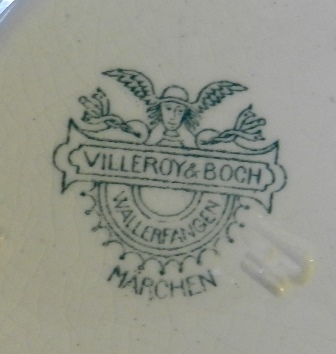 VILLEROY & BOCH
WALLERFANGEN
MÄRCHEN